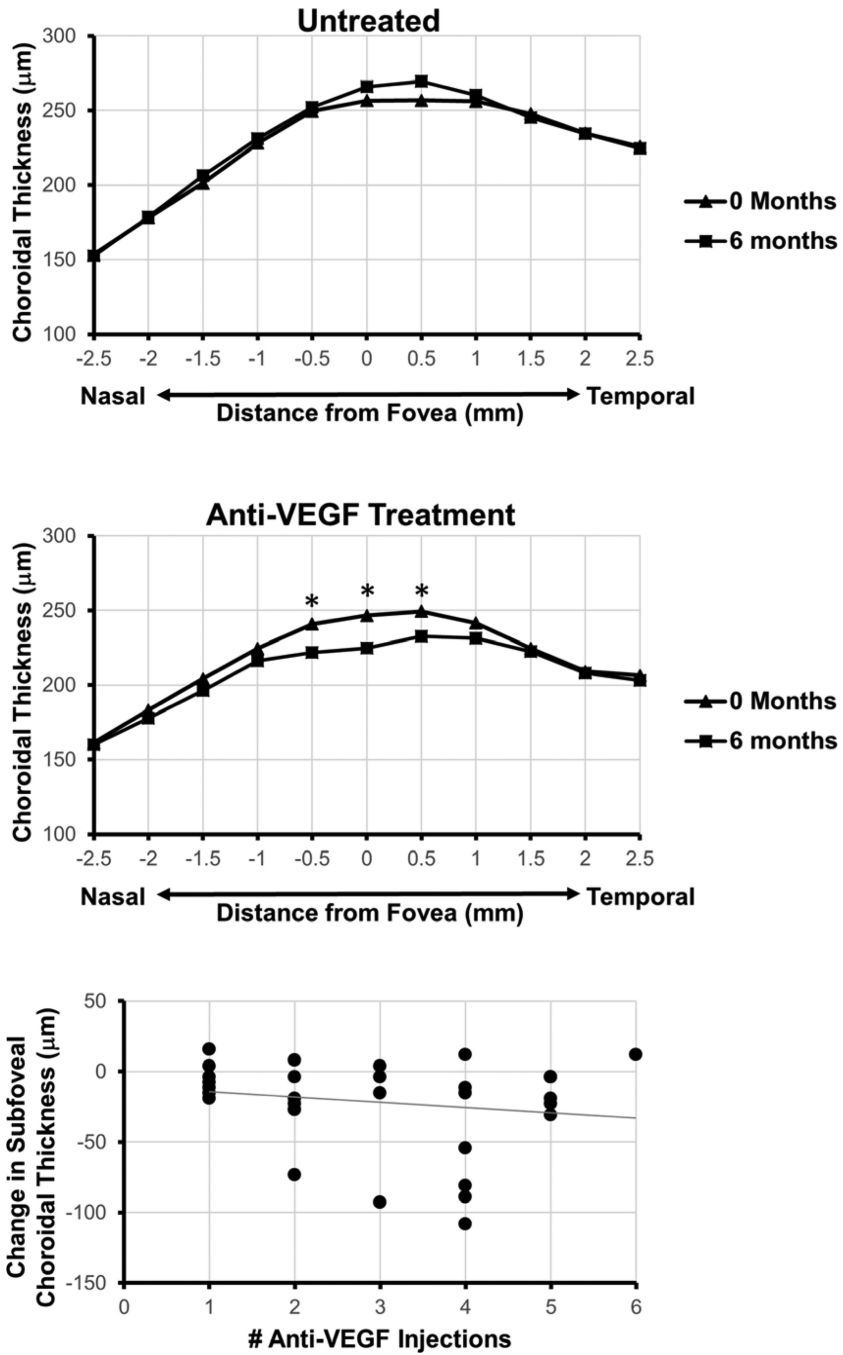 Untreated
Choroidal Thickness (μm)
300
250
200
150
100
-2.5 -2 -1.5 -1 -0.5 0 0.5 1 1.5 2 2.5
Nasal Temporal
Distance from Fovea (mm)
0 Months
6 months
Anti-VEGF Treatment
Choroidal Thickness (μm)
300
250
200
150
100
* * *
-2.5 -2 -1.5 -1 -0.5 0 0.5 1 1.5 2 2.5
Nasal Temporal
Distance from Fovea (mm)
0 Months
6 months
Change in Subfoveal
Choroidal Thickness (μm)
50
0
-50
-100
-150
0 1 2 3 4 5 6
# Anti-VEGF Injections